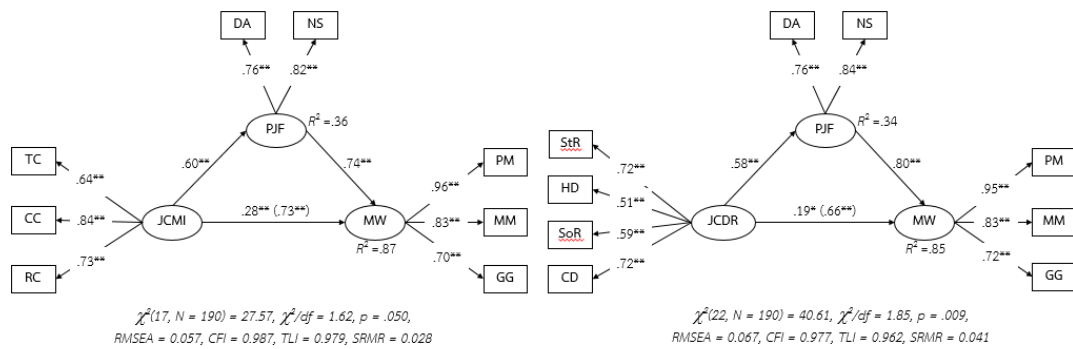 DA
NS
.76**
.82**
PJF
R² =.36
TC
.60**
.74**
PM
.64**
.96**
CC
.84**
JCMI
.28** (.73**)
MW
.83**
MM
RC
.73**
R² =.87
.70**
GG
χ²(17, N = 190) = 27.57, χ²/df = 1.62, p = .050,
RMSEA = 0.057, CFI = 0.987, TLI = 0.979, SRMR = 0.028
DA
NS
.76**
.84**
PJF
R² =.34
StR
.72**
.58**
.80**
PM
HD
.51**
.95**
SoR
.59**
JCDR
.19* (.66**)
MW
.83**
MM
CD
.72**
R² =.85
.72**
GG
χ²(22, N = 190) = 40.61, χ²/df = 1.85, p = .009,
RMSEA = 0.067, CFI = 0.977, TLI = 0.962, SRMR = 0.041